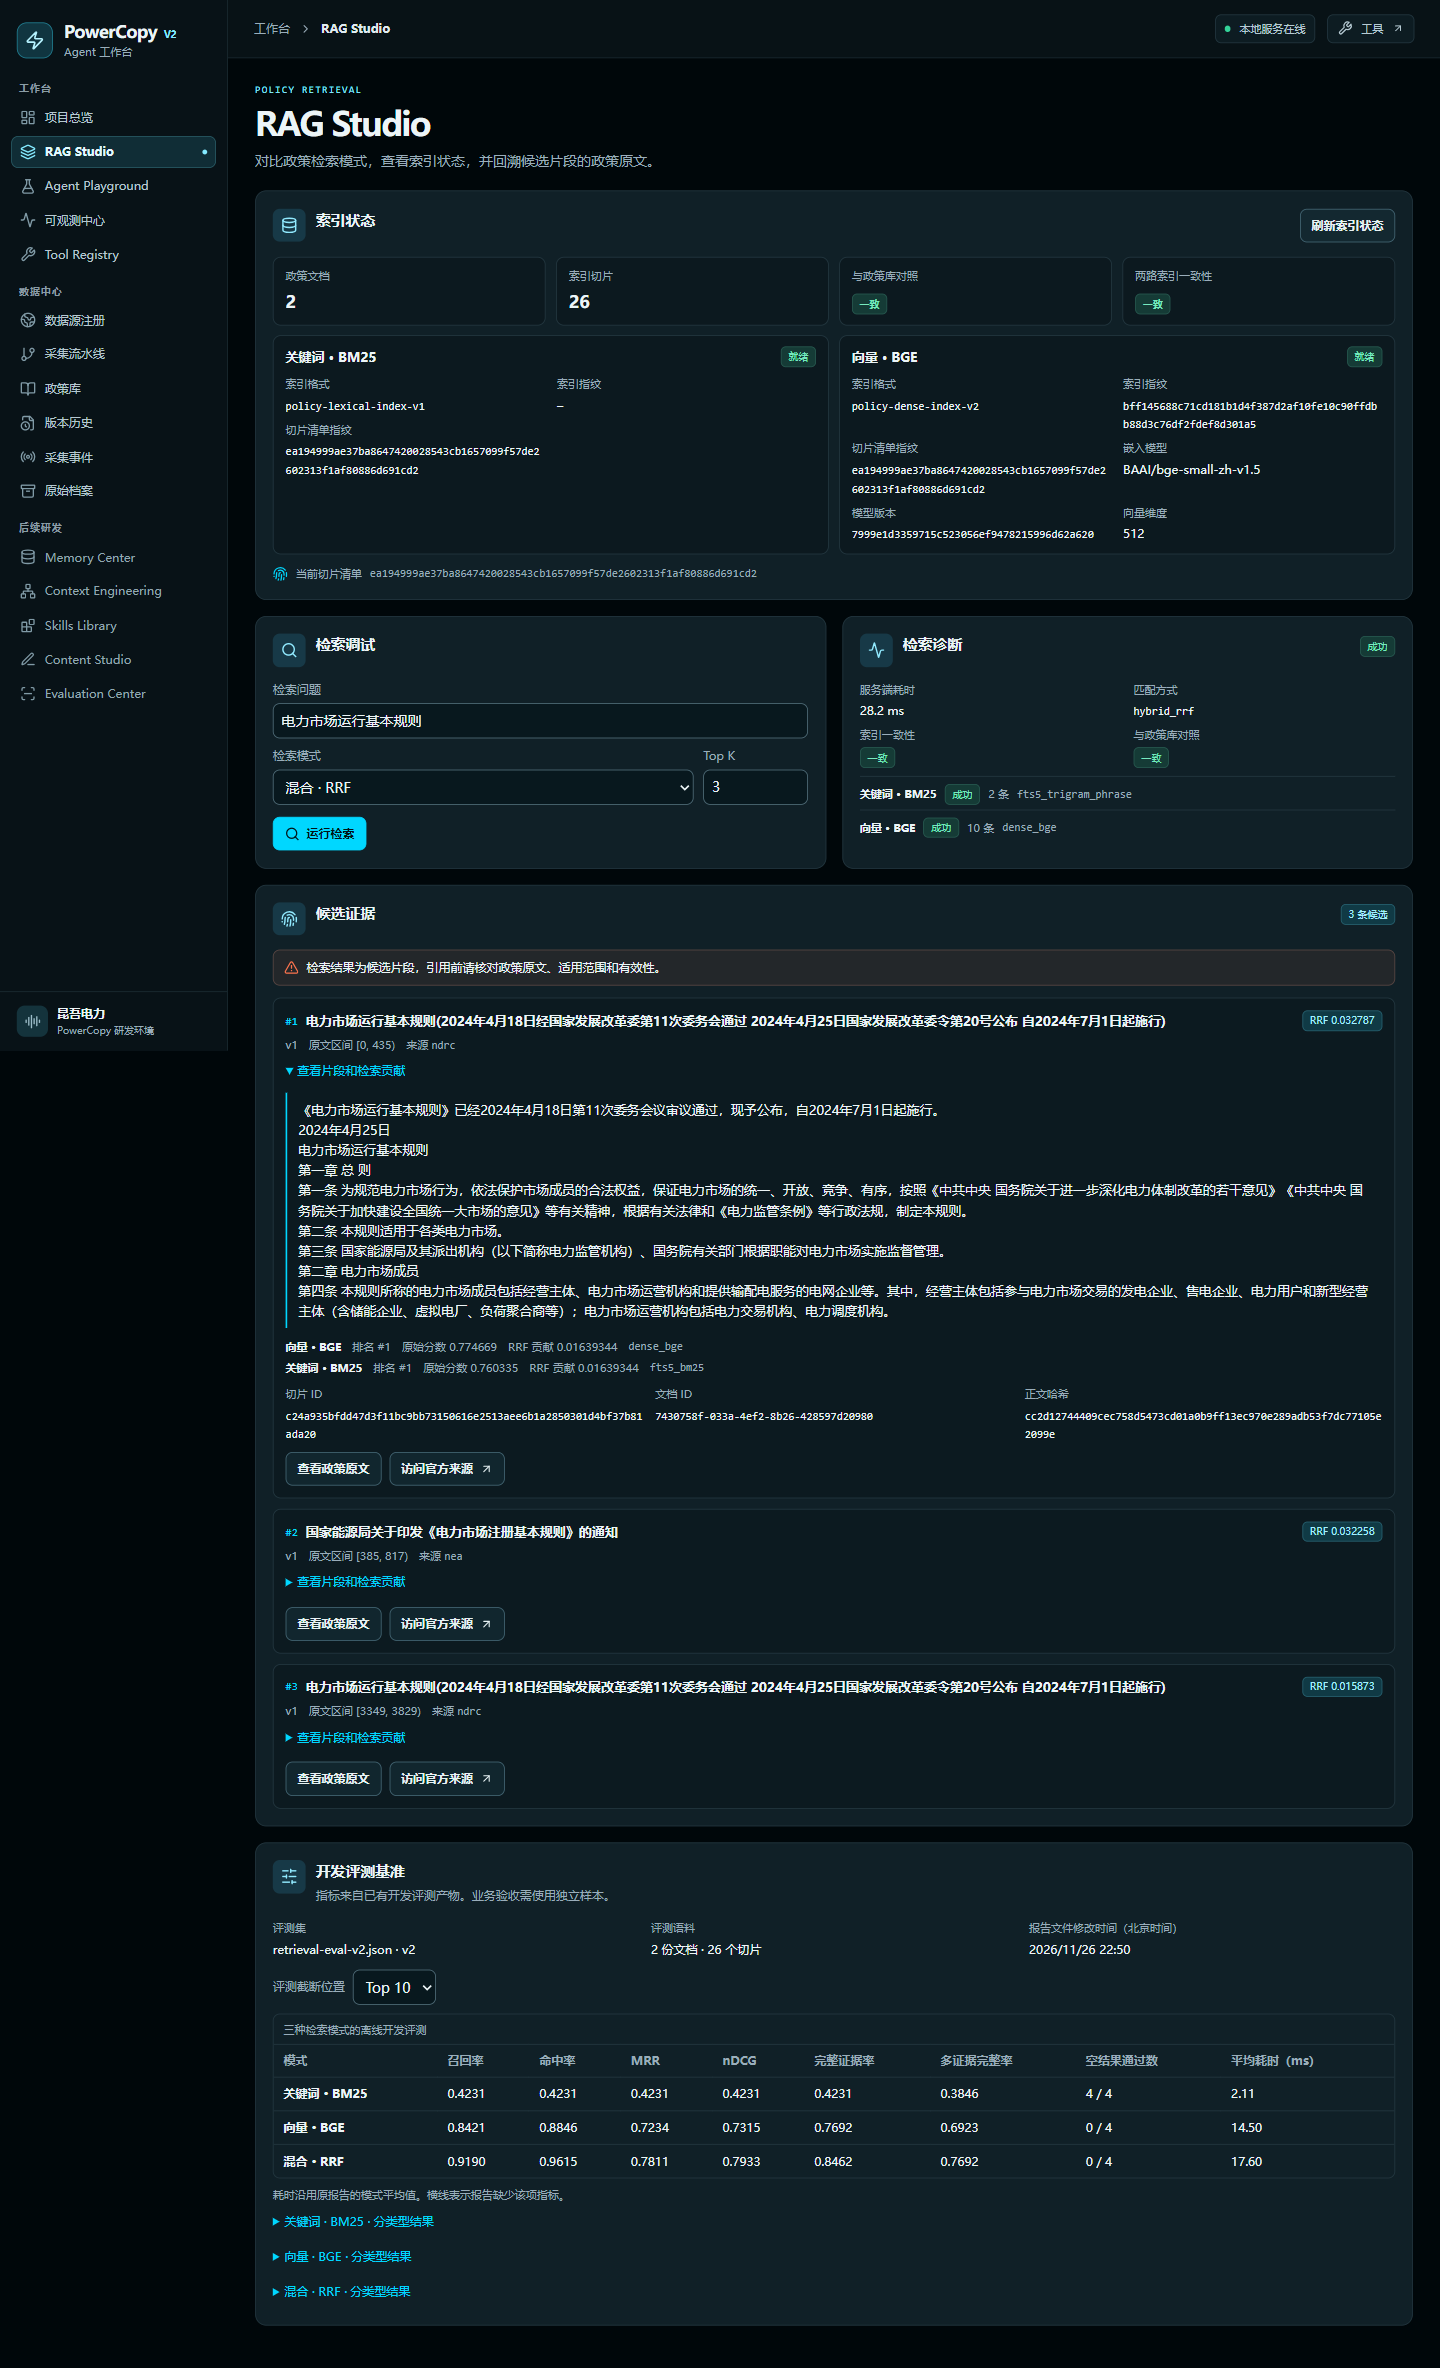 PowerCopy V2
Agent 工作台
工作台
项目总览
RAG Studio
Agent Playground
可观测中心
Tool Registry
数据中心
数据源注册
采集流水线
政策库
版本历史
采集事件
原始档案
后续研发
Memory Center
Context Engineering
Skills Library
Content Studio
Evaluation Center
昆吾电力
PowerCopy 研发环境
工作台 > RAG Studio
本地服务在线
工具
POLICY RETRIEVAL
RAG Studio
对比政策检索模式，查看索引状态，并回溯候选片段的政策原文。
索引状态
刷新索引状态
政策文档
2
索引切片
26
与政策库对照
一致
两路索引一致性
一致
关键词 • BM25 就绪
索引格式
policy-lexical-index-v1
索引指纹
—
切片清单指纹
ea194999ae37ba8647420028543cb1657099f57de2
602313f1af80886d691cd2
向量 • BGE 就绪
索引格式
policy-dense-index-v2
索引指纹
bff145688c71cd181b1d4f387d2af10fe10c90ffdb
b88d3c76df2fdef8d301a5
切片清单指纹
ea194999ae37ba8647420028543cb1657099f57de2
602313f1af80886d691cd2
嵌入模型
BAAI/bge-small-zh-v1.5
模型版本
7999e1d3359715c523056ef9478215996d62a620
向量维度
512
当前切片清单 ea194999ae37ba8647420028543cb1657099f57de2602313f1af80886d691cd2
检索调试
检索问题
电力市场运行基本规则
检索模式
混合 · RRF
Top K
3
运行检索
检索诊断
成功
服务端耗时
28.2 ms
匹配方式
hybrid_rrf
索引一致性
一致
与政策库对照
一致
关键词 • BM25 成功 2 条 fts5_trigram_phrase
向量 • BGE 成功 10 条 dense_bge
候选证据
3 条候选
检索结果为候选片段，引用前请核对政策原文、适用范围和有效性。
#1 电力市场运行基本规则(2024年4月18日经国家发展改革委第11次委务会通过 2024年4月25日国家发展改革委令第20号公布 自2024年7月1日起施行)
RRF 0.032787
v1 原文区间 [0, 435) 来源 ndrc
查看片段和检索贡献
《电力市场运行基本规则》已经2024年4月18日第11次委务会议审议通过，现予公布，自2024年7月1日起施行。
2024年4月25日
电力市场运行基本规则
第一章 总 则
第一条 为规范电力市场行为，依法保护市场成员的合法权益，保证电力市场的统一、开放、竞争、有序，按照《中共中央 国务院关于进一步深化电力体制改革的若干意见》《中共中央 国
务院关于加快建设全国统一大市场的意见》等有关精神，根据有关法律和《电力监管条例》等行政法规，制定本规则。
第二条 本规则适用于各类电力市场。
第三条 国家能源局及其派出机构（以下简称电力监管机构）、国务院有关部门根据职能对电力市场实施监督管理。
第二章 电力市场成员
第四条 本规则所称的电力市场成员包括经营主体、电力市场运营机构和提供输配电服务的电网企业等。其中，经营主体包括参与电力市场交易的发电企业、售电企业、电力用户和新型经营
主体（含储能企业、虚拟电厂、负荷聚合商等）；电力市场运营机构包括电力交易机构、电力调度机构。
向量 • BGE 排名 #1 原始分数 0.774669 RRF 贡献 0.01639344 dense_bge
关键词 • BM25 排名 #1 原始分数 0.760335 RRF 贡献 0.01639344 fts5_bm25
切片 ID
c24a935bfdd47d3f11bc9bb73150616e2513aee6b1a2850301d4bf37b81
ada20
文档 ID
7430758f-033a-4ef2-8b26-428597d20980
正文哈希
cc2d12744409cec758d5473cd01a0b9ff13ec970e289adb53f7dc77105e
2099e
查看政策原文
访问官方来源
#2 国家能源局关于印发《电力市场注册基本规则》的通知
RRF 0.032258
v1 原文区间 [385, 817) 来源 nea
查看片段和检索贡献
查看政策原文
访问官方来源
#3 电力市场运行基本规则(2024年4月18日经国家发展改革委第11次委务会通过 2024年4月25日国家发展改革委令第20号公布 自2024年7月1日起施行)
RRF 0.015873
v1 原文区间 [3349, 3829) 来源 ndrc
查看片段和检索贡献
查看政策原文
访问官方来源
开发评测基准
指标来自已有开发评测产物。业务验收需使用独立样本。
评测集
retrieval-eval-v2.json · v2
评测语料
2 份文档 · 26 个切片
报告文件修改时间（北京时间）
2026/11/26 22:50
评测截断位置 Top 10
三种检索模式的离线开发评测
模式 召回率 命中率 MRR nDCG 完整证据率 多证据完整率 空结果通过数 平均耗时（ms）
关键词 • BM25 0.4231 0.4231 0.4231 0.4231 0.4231 0.3846 4 / 4 2.11
向量 • BGE 0.8421 0.8846 0.7234 0.7315 0.7692 0.6923 0 / 4 14.50
混合 • RRF 0.9190 0.9615 0.7811 0.7933 0.8462 0.7692 0 / 4 17.60
耗时沿用原报告的模式平均值。横线表示报告缺少该项指标。
关键词 · BM25 · 分类型结果
向量 · BGE · 分类型结果
混合 · RRF · 分类型结果